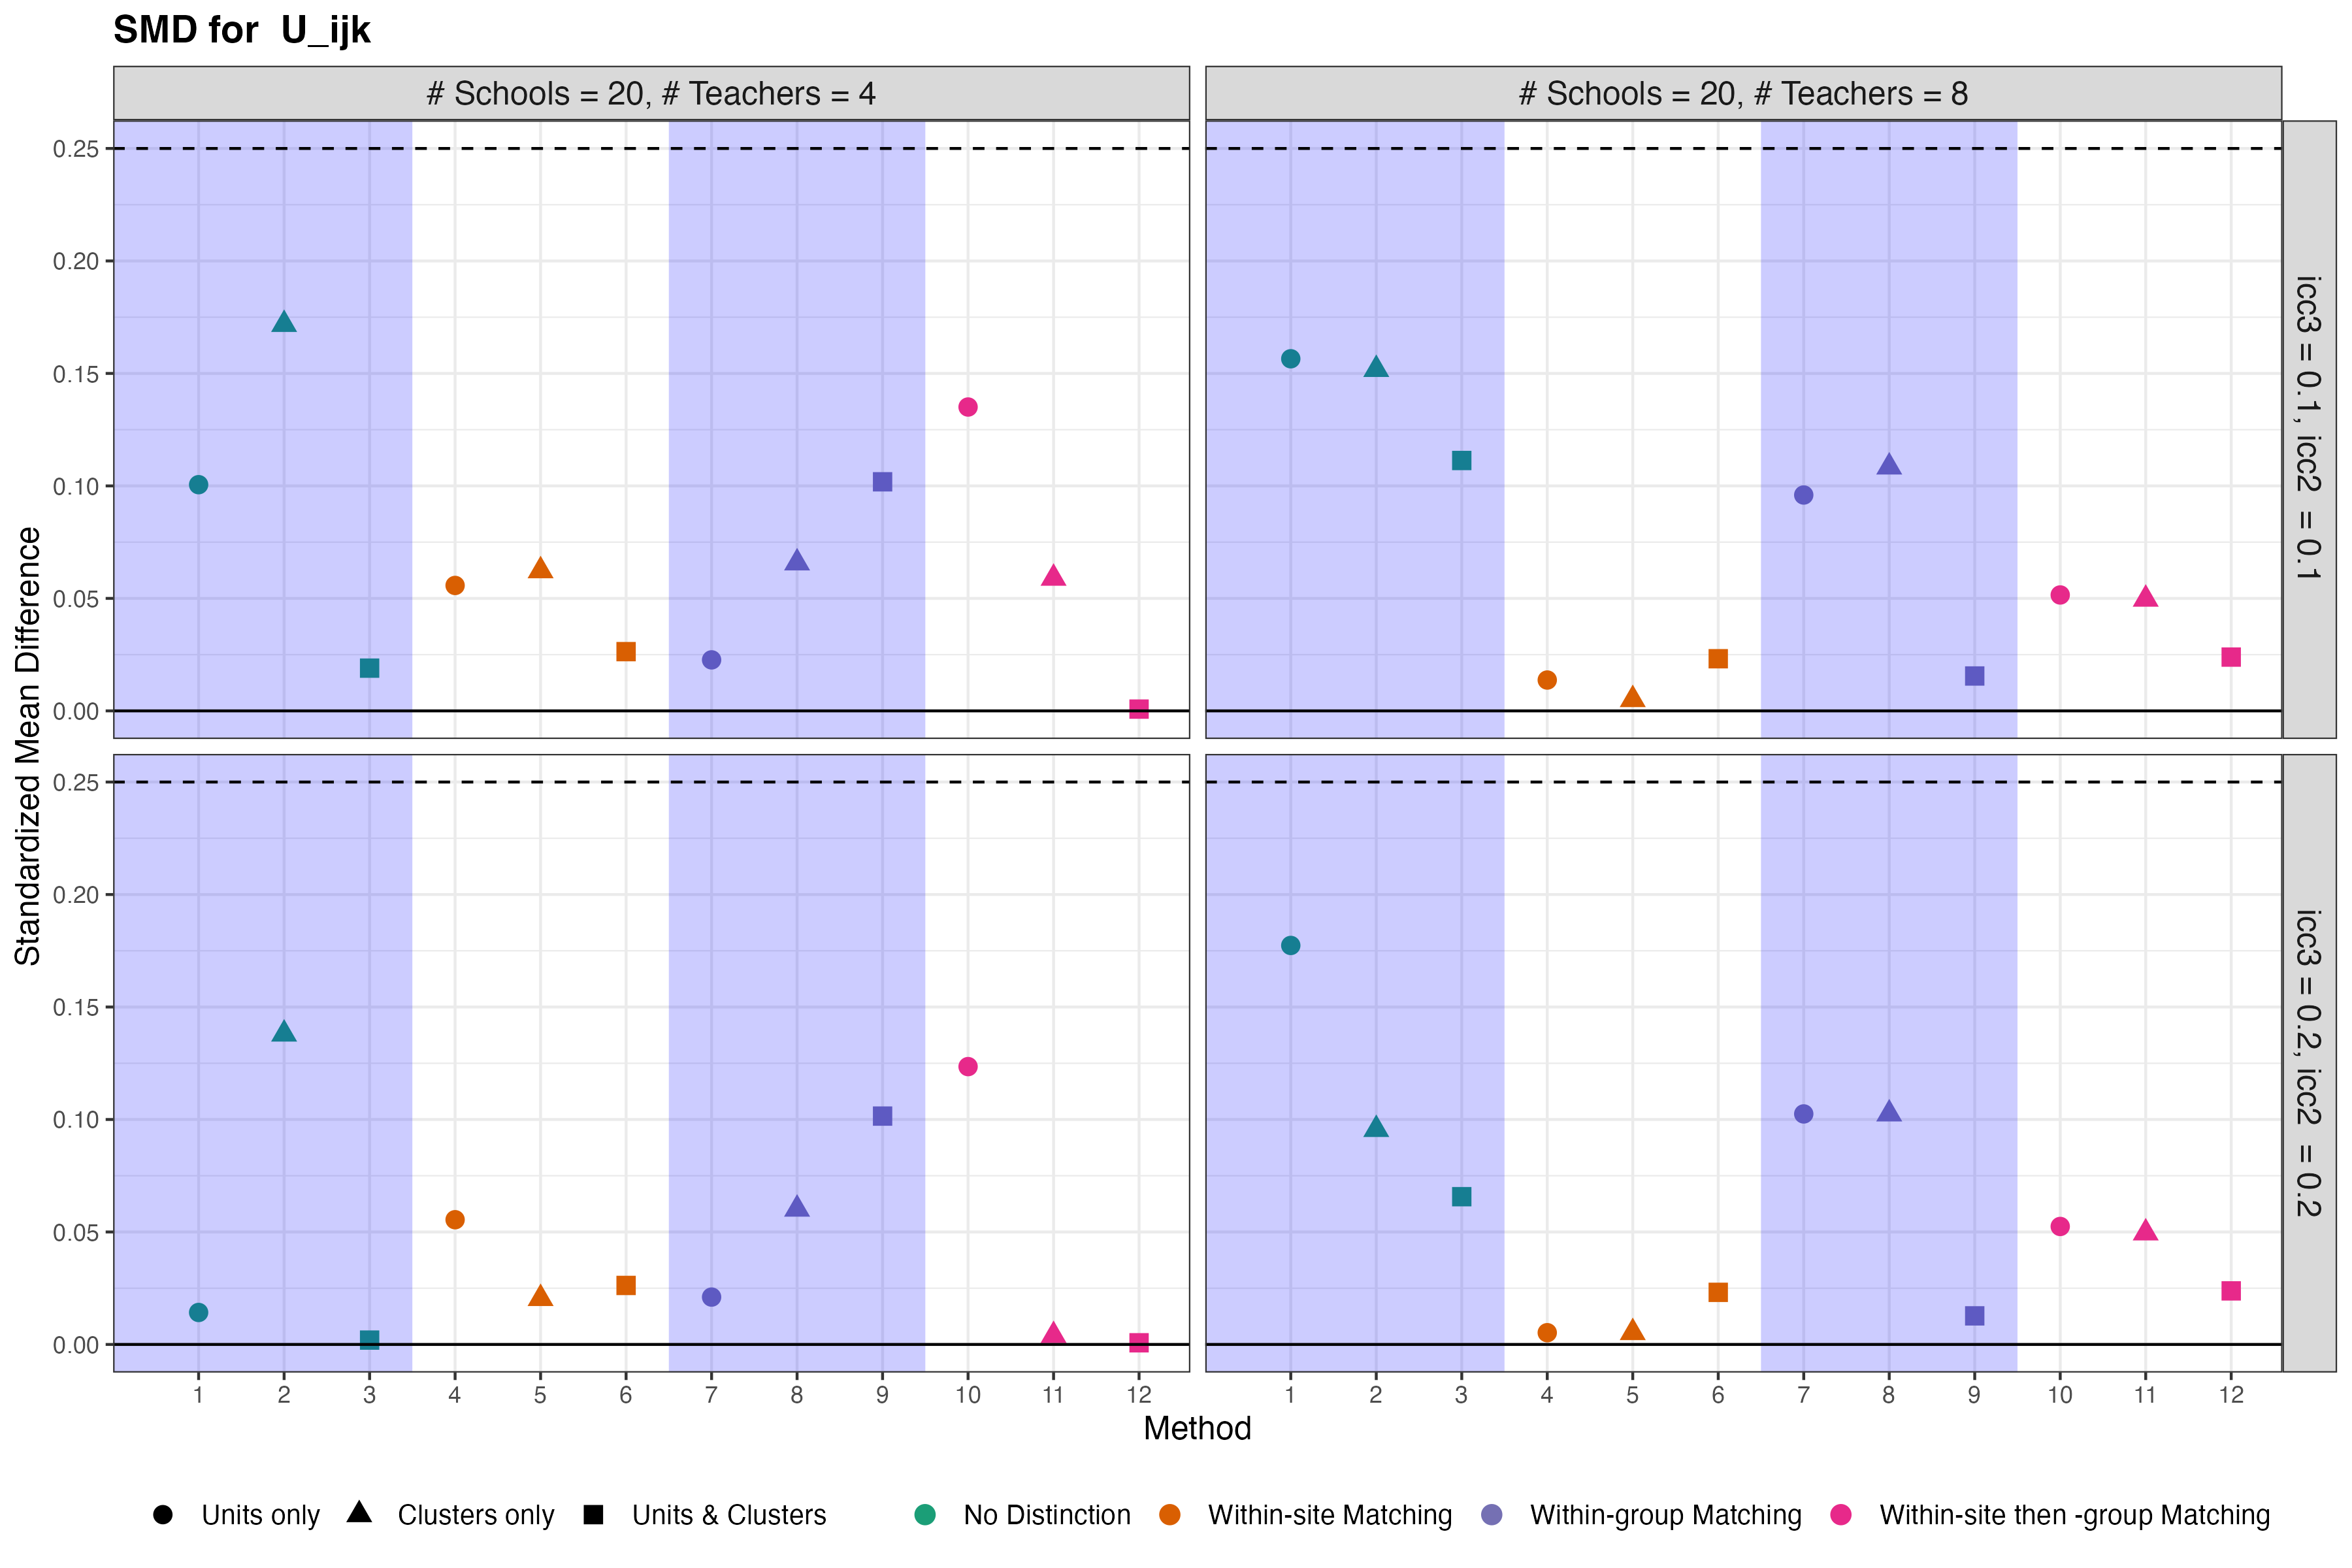 SMD for  U_ijk
# Schools = 20, # Teachers = 4
# Schools = 20, # Teachers = 8
0.25
0.20
0.15
0.10
0.05
0.00
icc3 = 0.1, icc2  = 0.1
Standardized Mean Difference
0.25
0.20
0.15
0.10
0.05
0.00
icc3 = 0.2, icc2  = 0.2
1 2 3 4 5 6 7 8 9 10 11 12
1 2 3 4 5 6 7 8 9 10 11 12
Method
Units only Clusters only Units & Clusters No Distinction Within-site Matching Within-group Matching Within-site then -group Matching